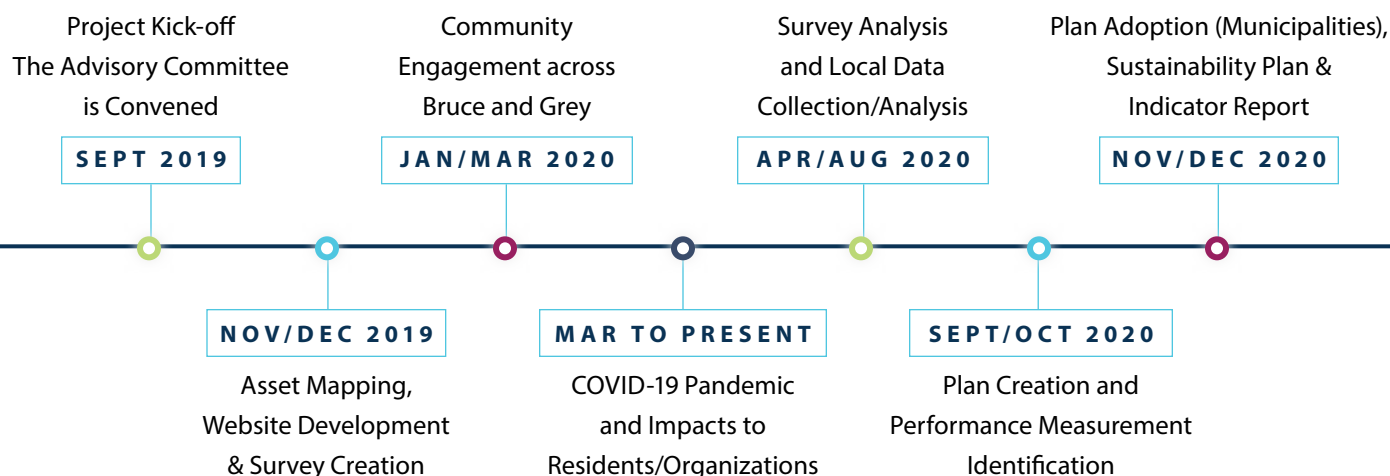 Project Kick-off
The Advisory Committee
is Convened
SEPT 2019
NOV/DEC 2019
Asset Mapping,
Website Development
& Survey Creation
Community
Engagement across
Bruce and Grey
JAN/MAR 2020
MAR TO PRESENT
COVID-19 Pandemic
and Impacts to
Residents/Organizations
Survey Analysis
and Local Data
Collection/Analysis
APR/AUG 2020
SEPT/OCT 2020
Plan Creation and
Performance Measurement
Identification
Plan Adoption (Municipalities),
Sustainability Plan &
Indicator Report
NOV/DEC 2020